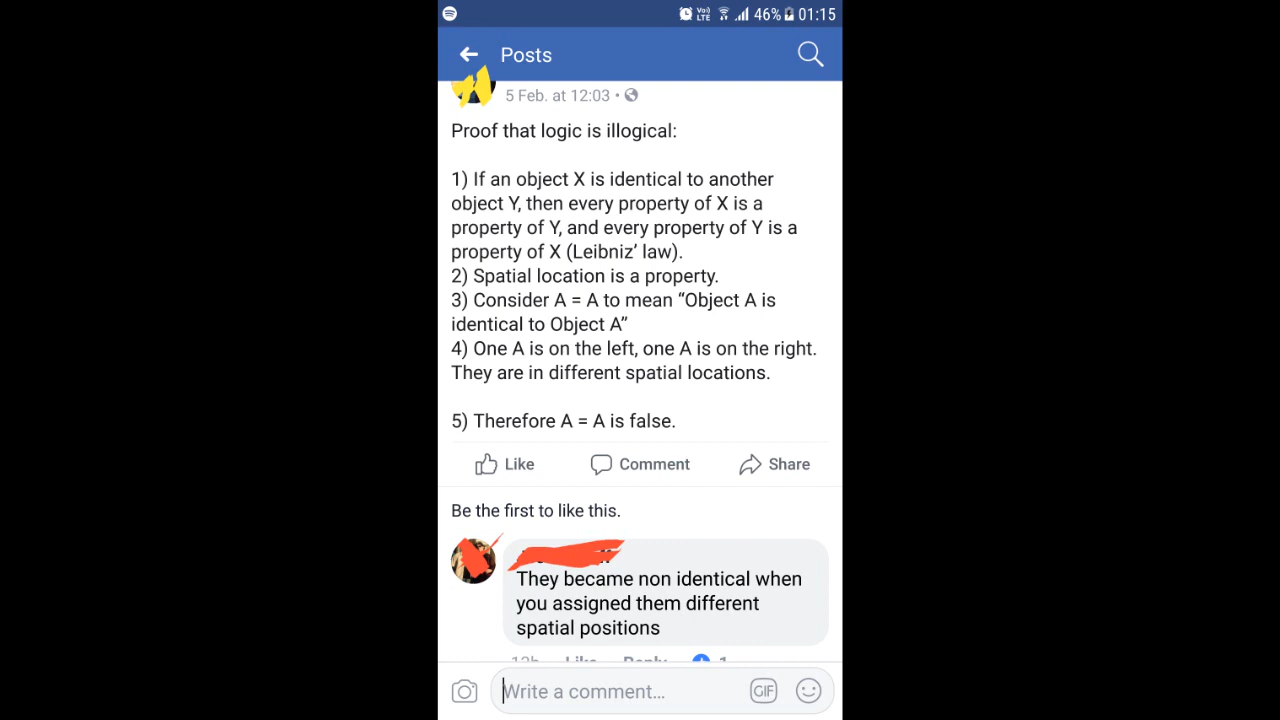 VoI) LTE 46% 01:15
Posts
5 Feb. at 12:03 •
Proof that logic is illogical:
1) If an object X is identical to another
object Y, then every property of X is a
property of Y, and every property of Y is a
property of X (Leibniz’ law).
2) Spatial location is a property.
3) Consider A = A to mean “Object A is
identical to Object A”
4) One A is on the left, one A is on the right.
They are in different spatial locations.
5) Therefore A = A is false.
Like Comment Share
Be the first to like this.
They became non identical when
you assigned them different
spatial positions
Like Reply 1
Write a comment... GIF